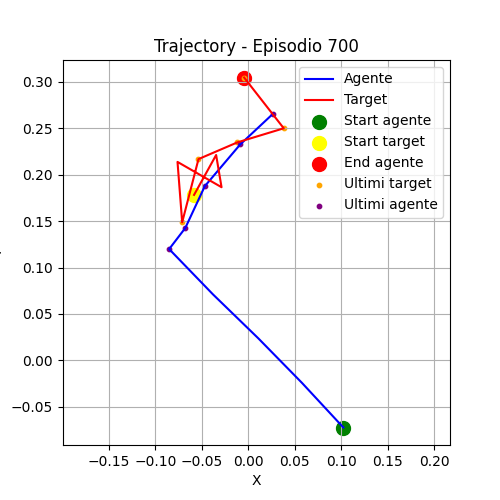 Trajectory - Episodio 700
Agente
Target
Start agente
Start target
End agente
Ultimi target
Ultimi agente
0.30
0.25
0.20
0.15
0.10
0.05
0.00
−0.05
−0.15 −0.10 −0.05 0.00 0.05 0.10 0.15 0.20
X